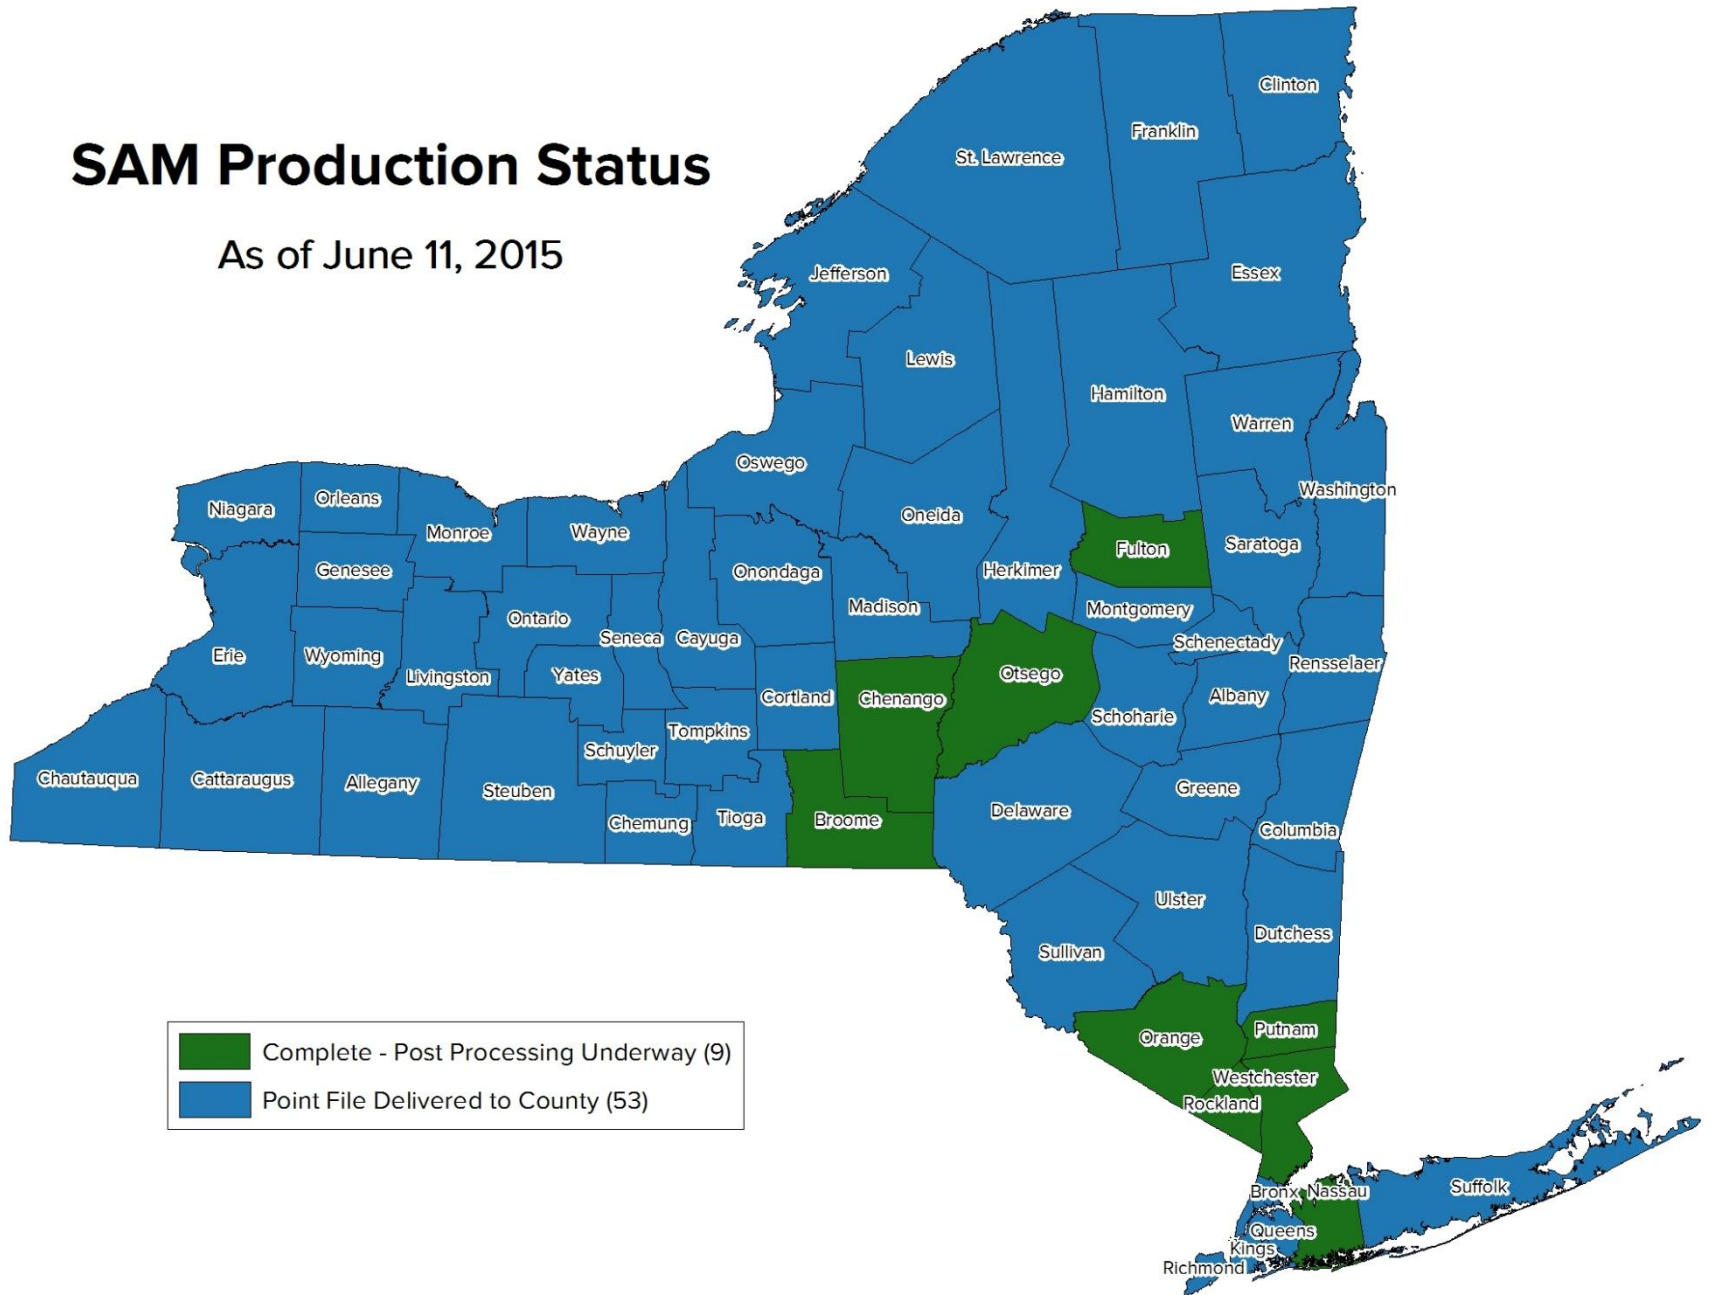 SAM Production Status
As of June 11, 2015
Clinton
Franklin
St. Lawrence
Jefferson
Essex
Lewis
Hamilton
Warren
Oswego
Washington
Niagara
Orleans
Monroe
Wayne
Oneida
Fulton
Saratoga
Genesee
Onondaga
Herkimer
Madison
Montgomery
Ontario
Seneca
Cayuga
Schenectady
Erie
Wyoming
Livingston
Yates
Cortland
Chenango
Otsego
Albany
Rensselaer
Schoharie
Tompkins
Schuyler
Chautauqua
Cattaraugus
Allegany
Steuben
Greene
Chemung
Tioga
Broome
Delaware
Columbia
Ulster
Dutchess
Sullivan
Orange
Putnam
Westchester
Rockland
Complete - Post Processing Underway (9)
Point File Delivered to County (53)
Bronx
Nassau
Suffolk
Queens
Kings
Richmond